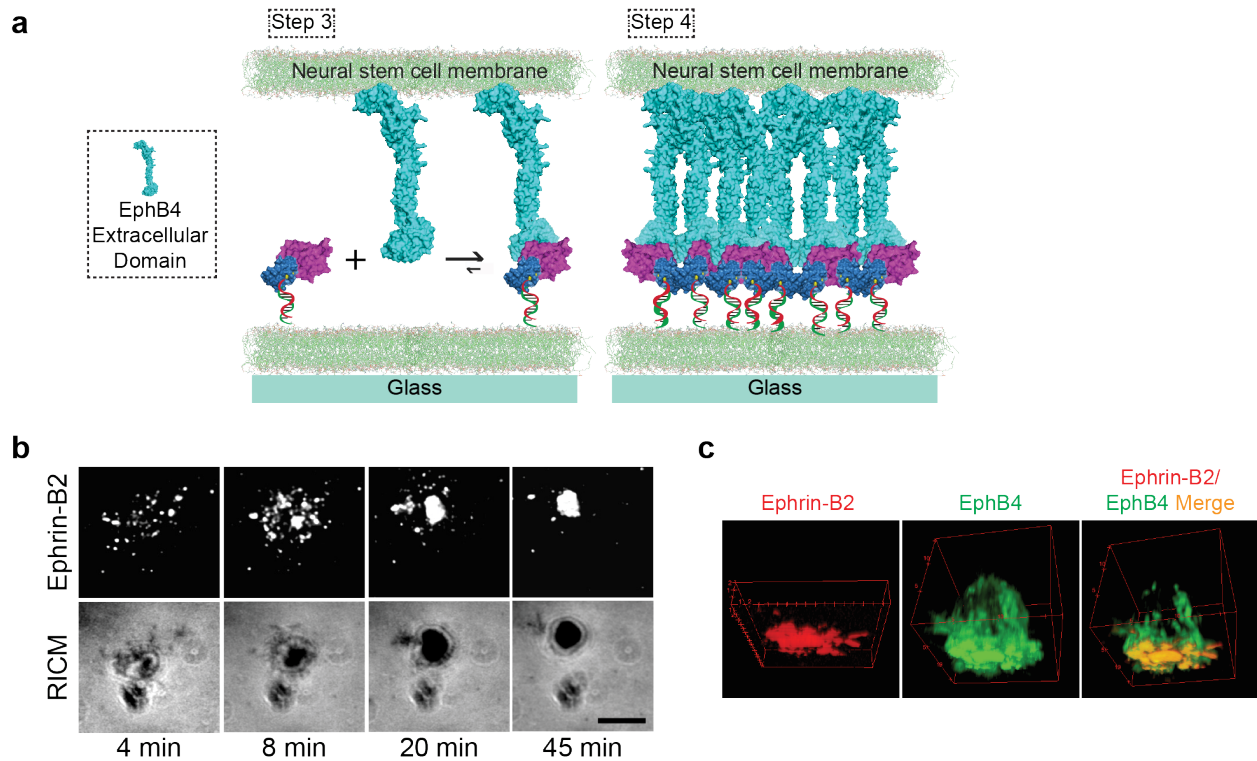 a
Step 3
Step 4
Neural stem cell membrane
Neural stem cell membrane
EphB4
Extracellular
Domain
+
Glass
Glass
b
Ephrin-B2
RICM
4 min
8 min
20 min
45 min
c
Ephrin-B2
EphB4
Ephrin-B2/
EphB4 Merge